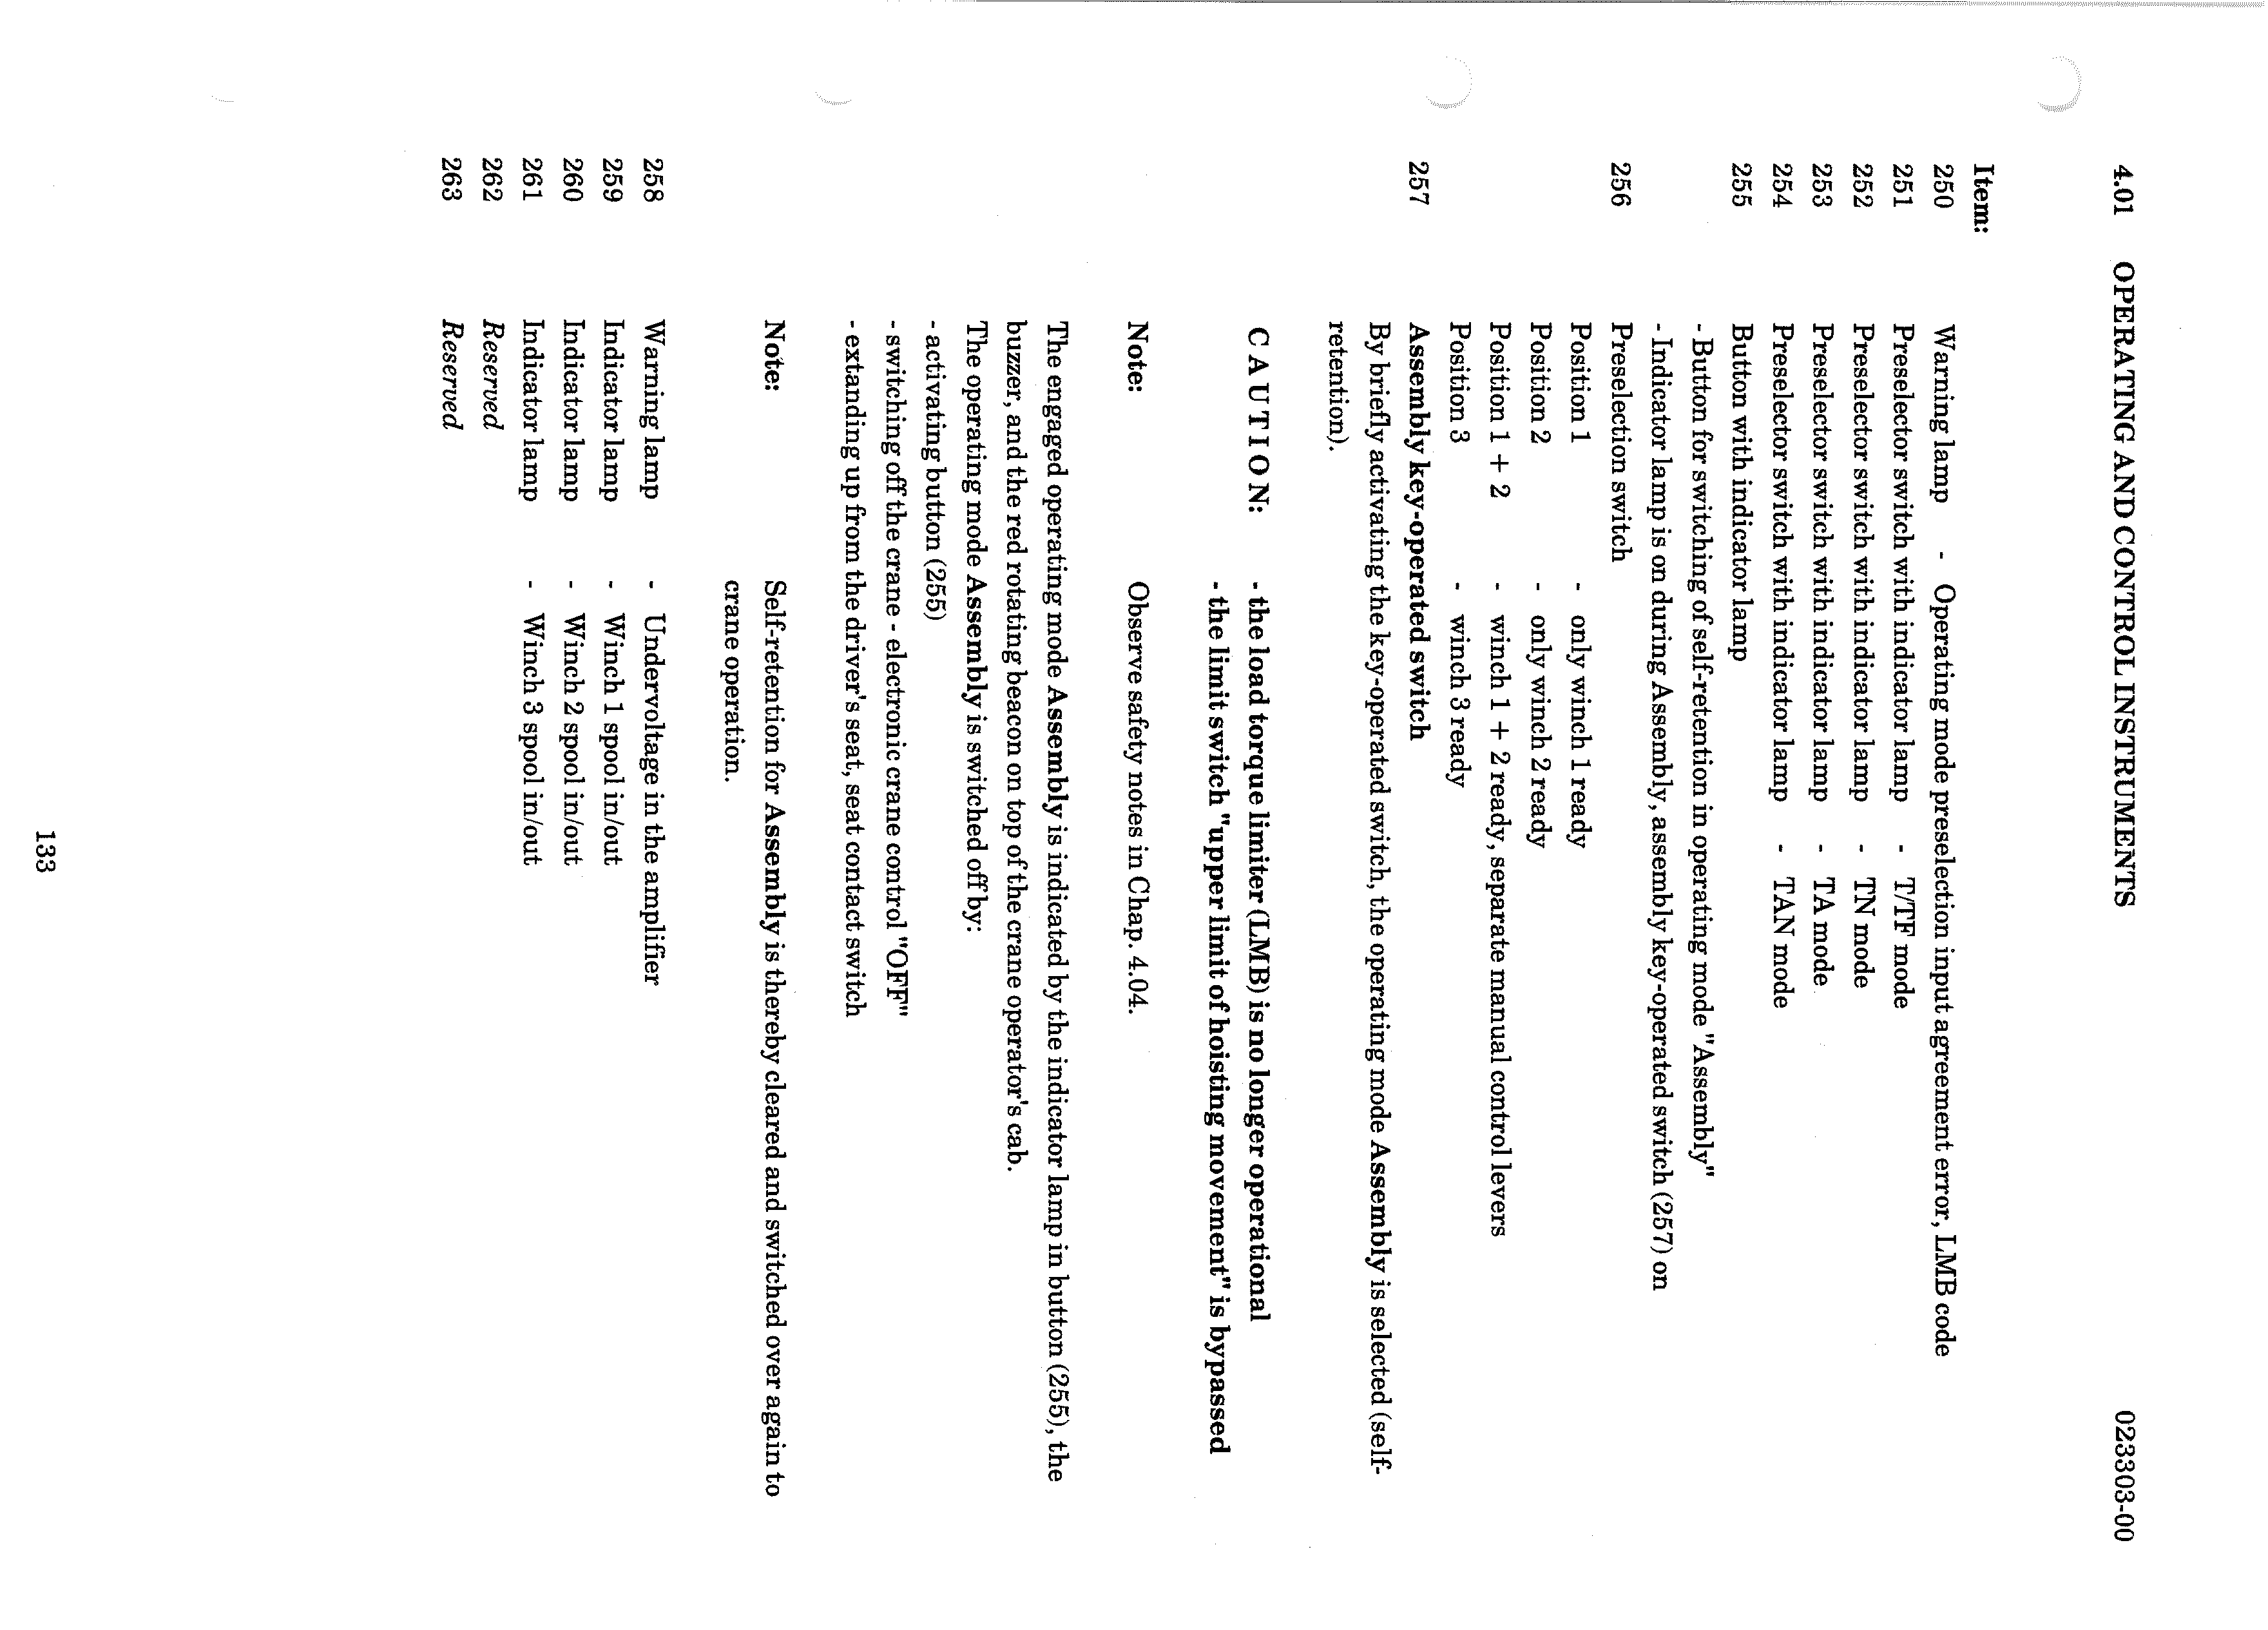 4.01 OPERATING AND CONTROL INSTRUMENTS 023303-00
Item:
250 Warning lamp - Operating mode preselection input agreement error, LMB code
251 Preselector switch with indicator lamp - T/TF mode
252 Preselector switch with indicator lamp - TN mode
253 Preselector switch with indicator lamp - TA mode
254 Preselector switch with indicator lamp - TAN mode
255 Button with indicator lamp
- Button for switching of self-retention in operating mode "Assembly"
- Indicator lamp is on during Assembly, assembly key-operated switch (257) on
256 Preselection switch
Position 1 - only winch 1 ready
Position 2 - only winch 2 ready
Position 1 + 2 - winch 1 + 2 ready, separate manual control levers
Position 3 - winch 3 ready
257 Assembly key-operated switch
By briefly activating the key-operated switch, the operating mode Assembly is selected (self-
retention).
CAUTION: - the load torque limiter (LMB) is no longer operational
- the limit switch "upper limit of hoisting movement" is bypassed
Note: Observe safety notes in Chap. 4.04.
The engaged operating mode Assembly is indicated by the indicator lamp in button (255), the
buzzer, and the red rotating beacon on top of the crane operator's cab.
The operating mode Assembly is switched off by:
- activating button (255)
- switching off the crane - electronic crane control "OFF"
- extanding up from the driver's seat, seat contact switch
Note: Self-retention for Assembly is thereby cleared and switched over again to
crane operation.
258 Warning lamp - Undervoltage in the amplifier
259 Indicator lamp - Winch 1 spool in/out
260 Indicator lamp - Winch 2 spool in/out
261 Indicator lamp - Winch 3 spool in/out
262 Reserved
263 Reserved
133